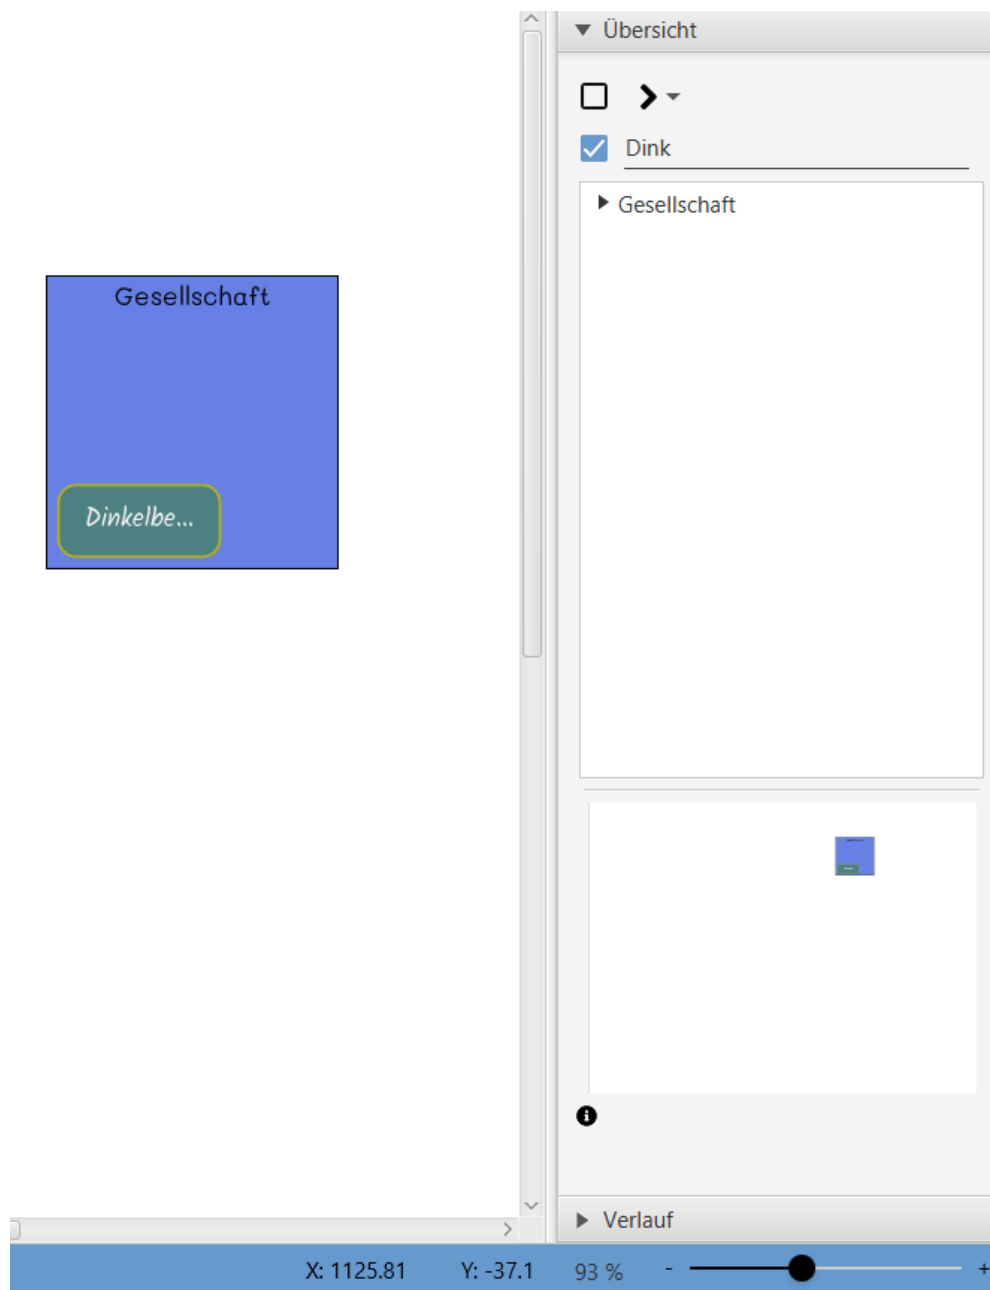 Übersicht
Dink
Gesellschaft
Gesellschaft
Dinkelbe...
Verlauf
X: 1125.81 Y: -37.1 93 % - +